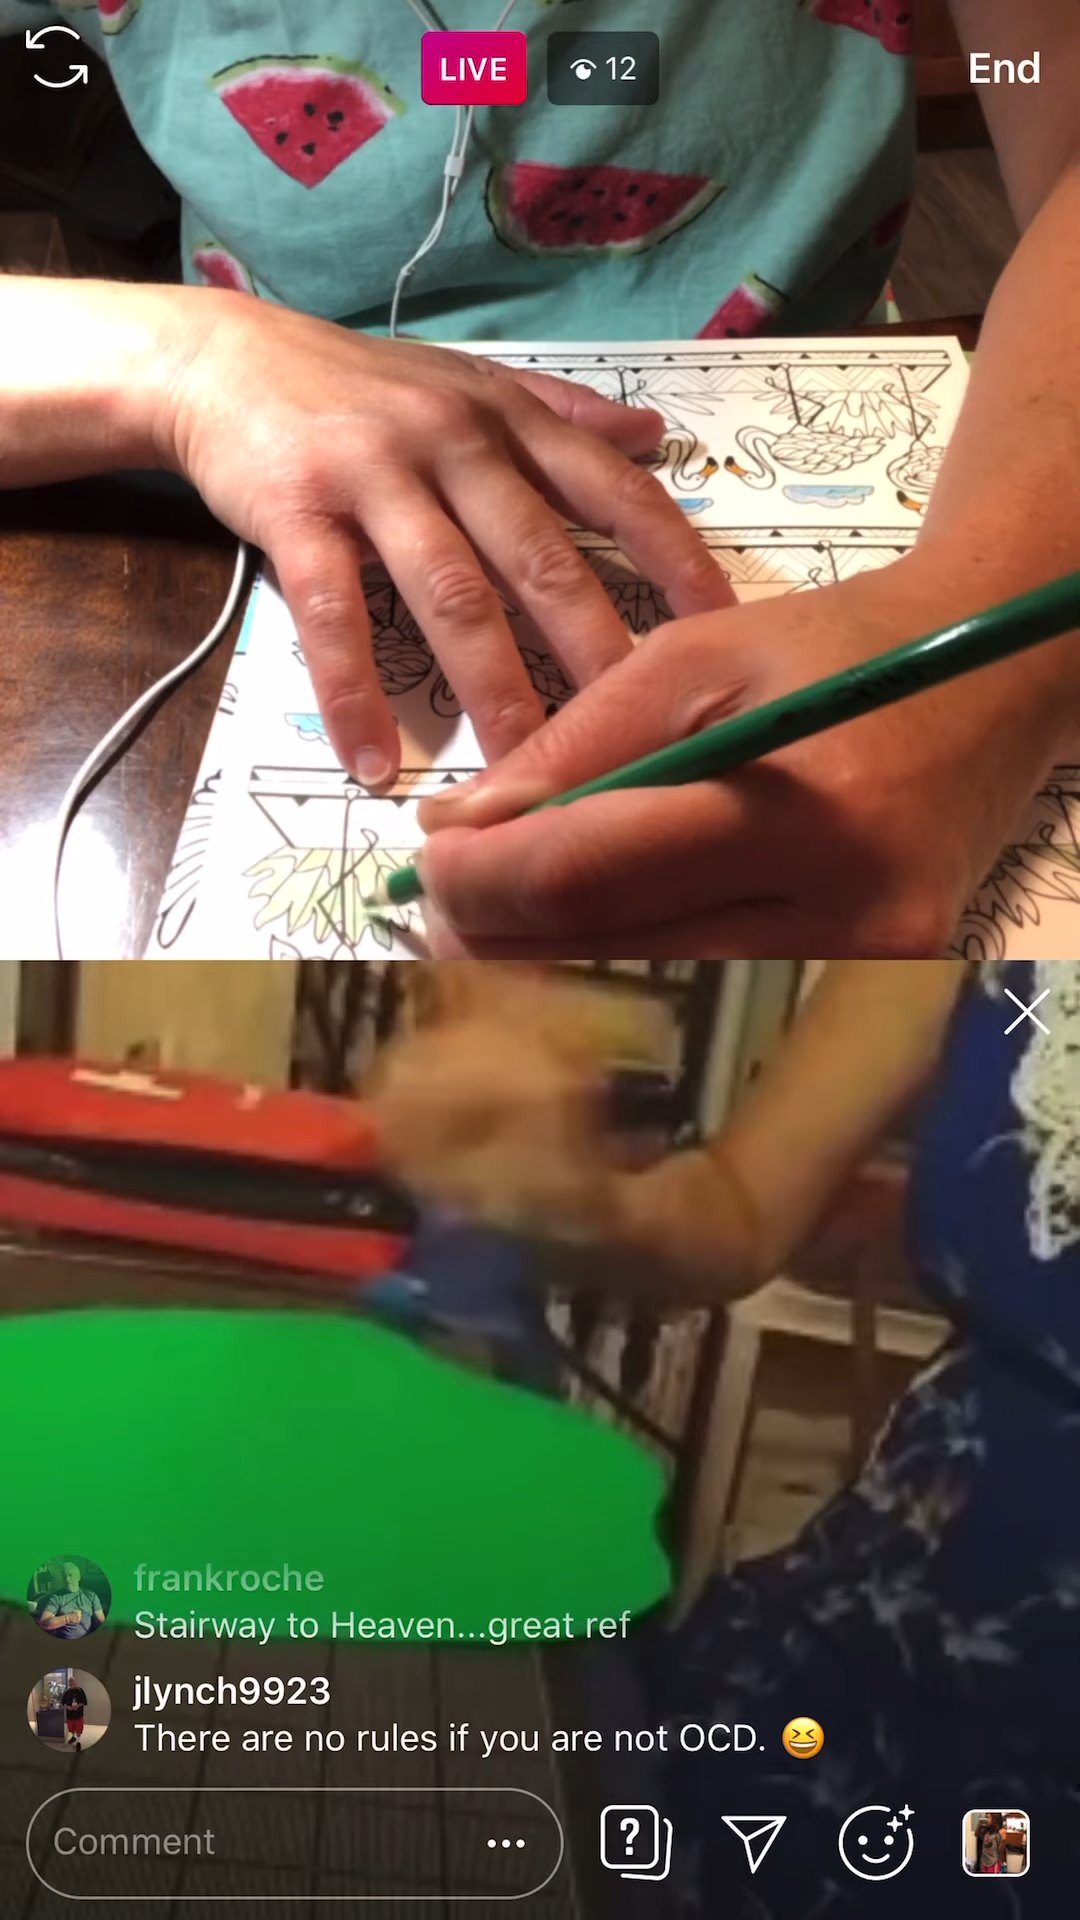 LIVE
12
End
frankroche
Stairway to Heaven...great ref
jlynch9923
There are no rules if you are not OCD. 😆
Comment